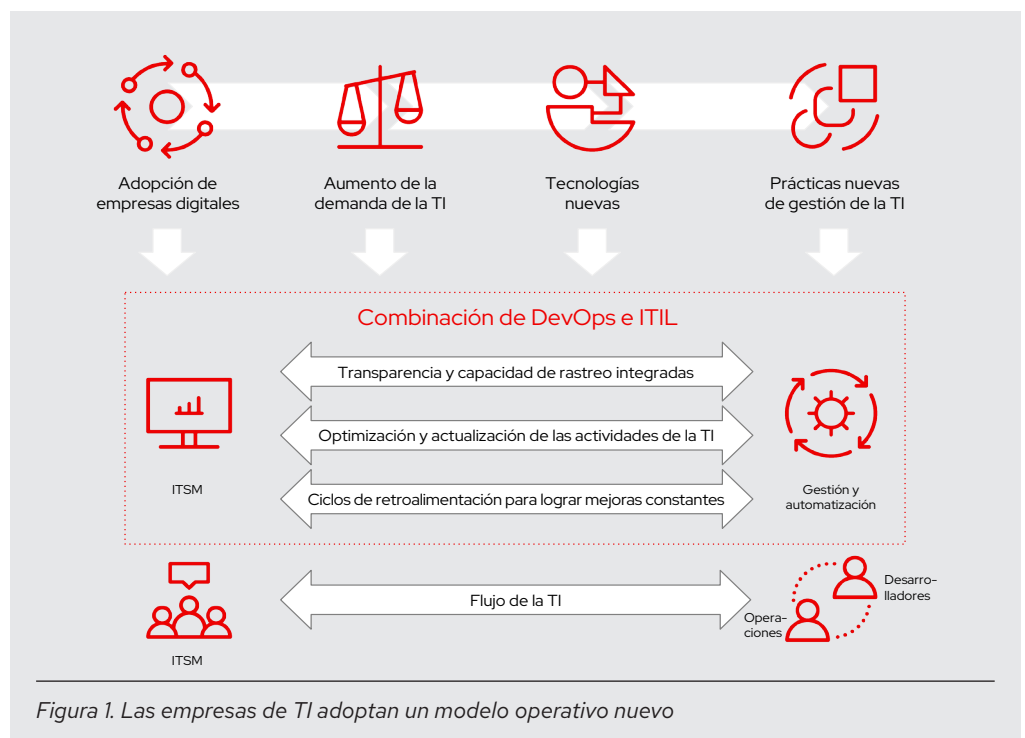 Adopción de
empresas digitales
Aumento de la
demanda de la TI
Tecnologías
nuevas
Prácticas nuevas
de gestión de la TI
Combinación de DevOps e ITIL
Transparencia y capacidad de rastreo integradas
Optimización y actualización de las actividades de la TI
Ciclos de retroalimentación para lograr mejoras constantes
ITSM
Gestión y
automatización
Flujo de la TI
ITSM
Opera-
ciones
Desarro-
lladores
Figura 1. Las empresas de TI adoptan un modelo operativo nuevo